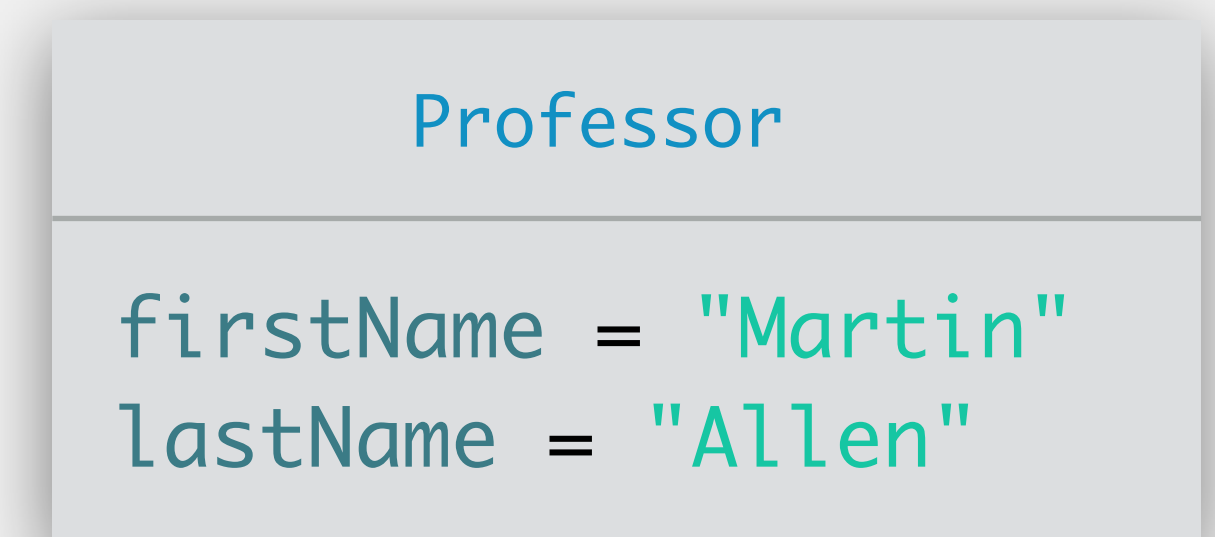 Professor
firstName = "Martin"
lastName = "Allen"